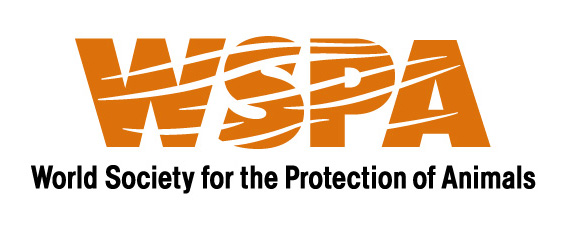 WSPA
World Society for the Protection of Animals